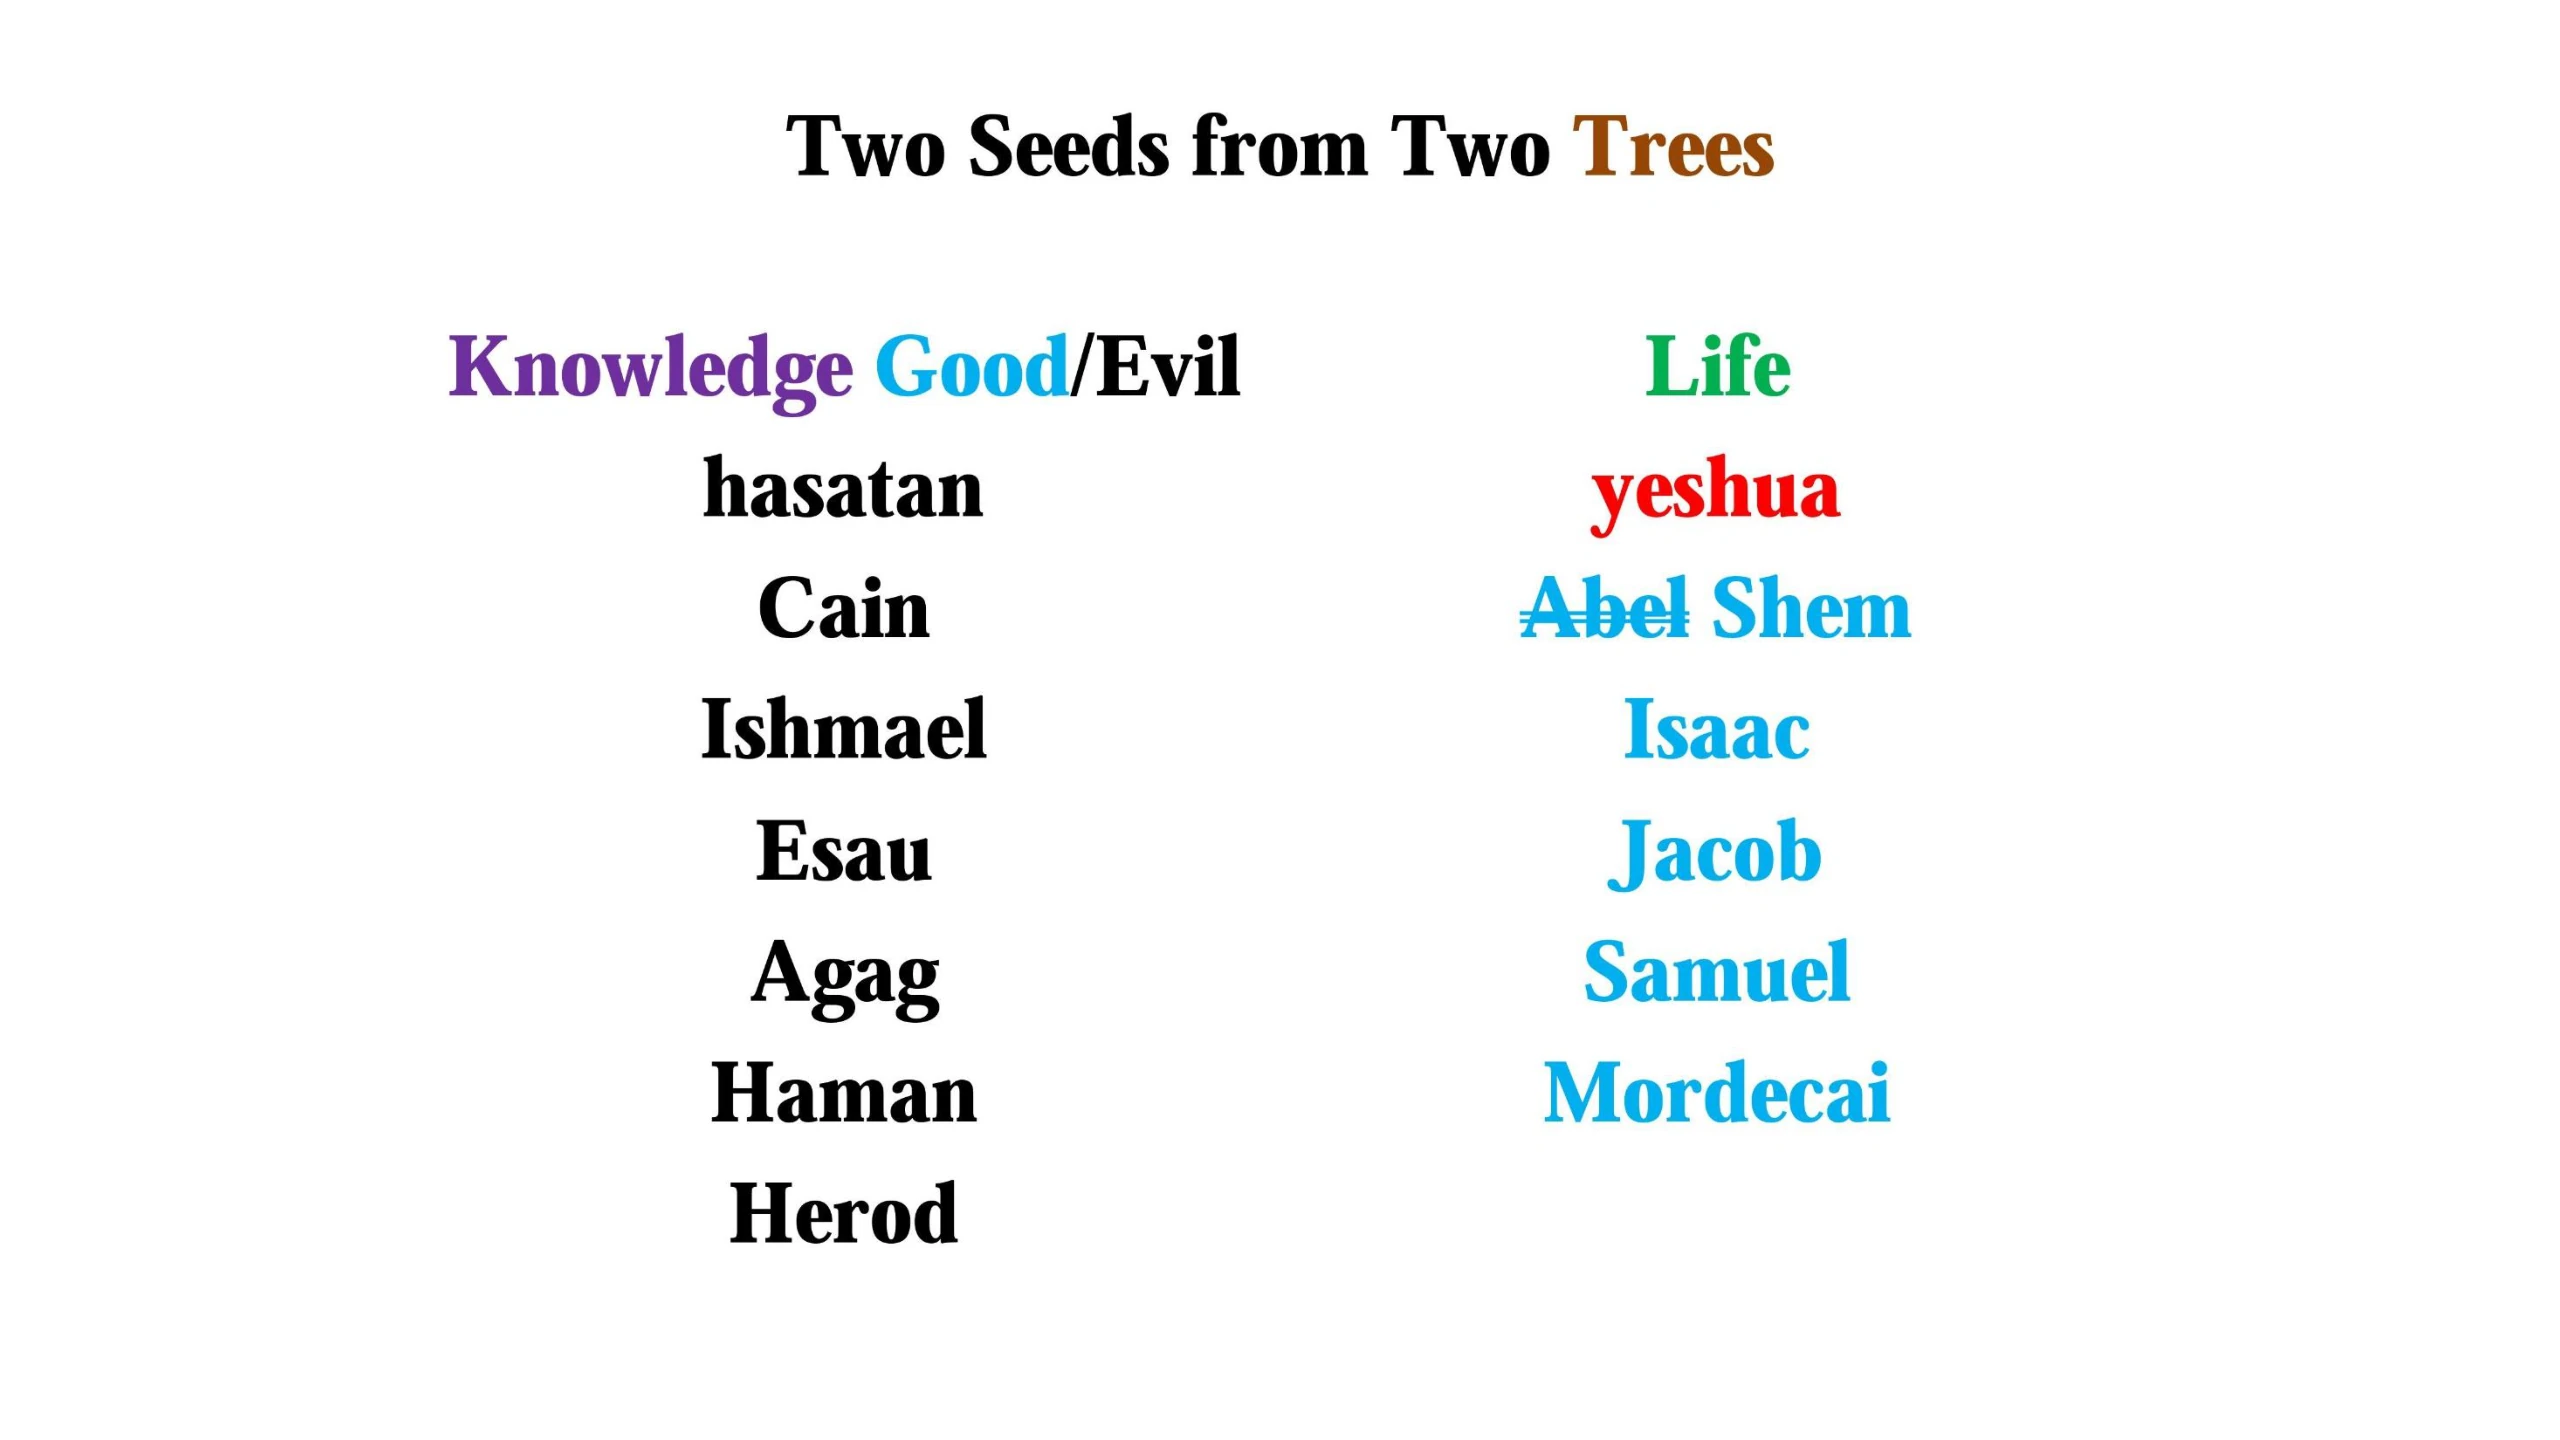 Two Seeds from Two Trees
Knowledge Good/Evil Life
hasatan yeshua
Cain Abel Shem
Ishmael Isaac
Esau Jacob
Agag Samuel
Haman Mordecai
Herod